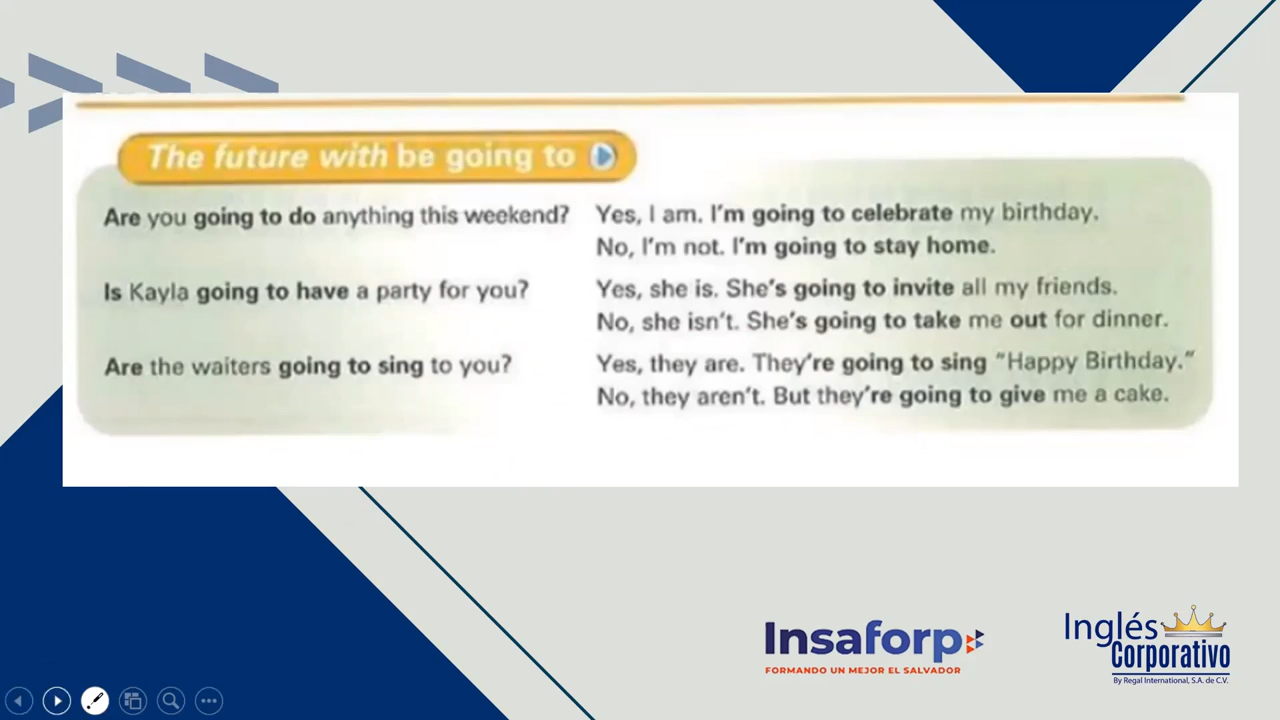 The future with be going to
Are you going to do anything this weekend?
Yes, I am. I'm going to celebrate my birthday.
No, I'm not. I'm going to stay home.
Is Kayla going to have a party for you?
Yes, she is. She's going to invite all my friends.
No, she isn't. She's going to take me out for dinner.
Are the waiters going to sing to you?
Yes, they are. They're going to sing "Happy Birthday."
No, they aren't. But they're going to give me a cake.
Insaforp
FORMANDO UN MEJOR EL SALVADOR
Inglés
Corporativo
By Regal International, S.A. de C.V.